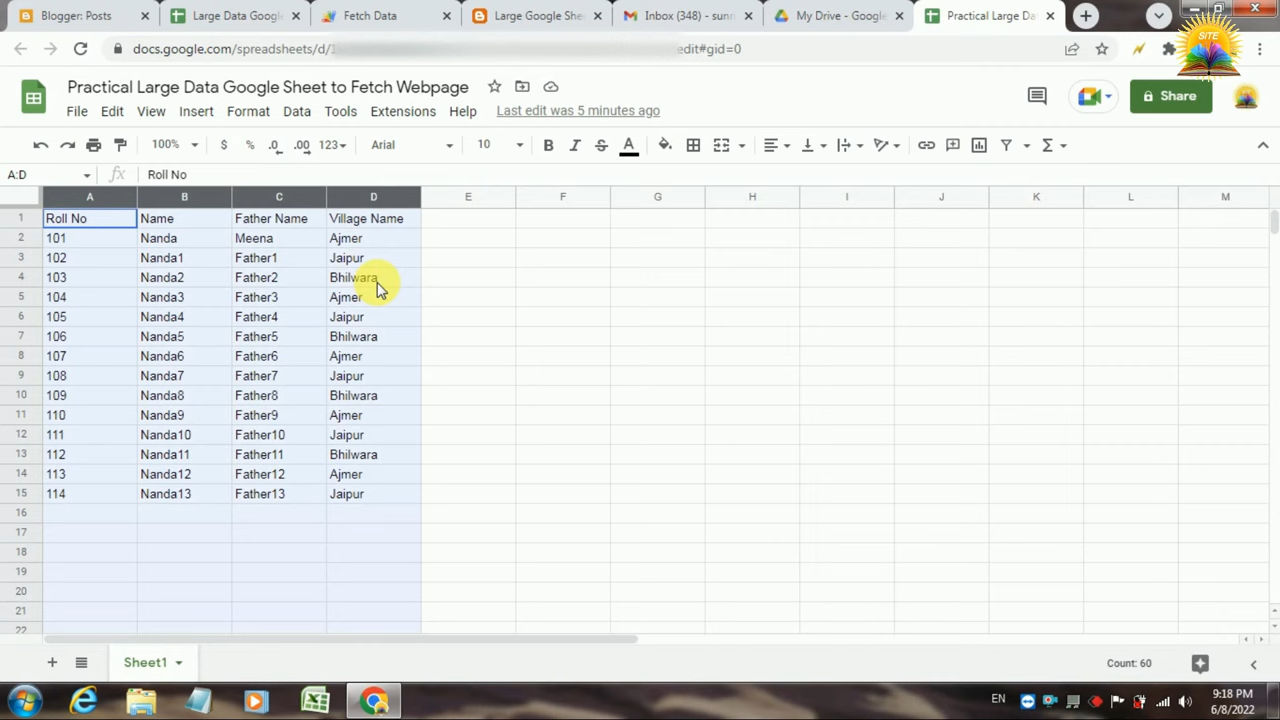 Blogger: Posts
Large Data Googl
Fetch Data
Large Google She
Inbox (348) - sunn
My Drive - Google
Practical Large Da
SITE
docs.google.com/spreadsheets/d/1
edit#gid=0
Practical Large Data Google Sheet to Fetch Webpage
Share
File Edit View Insert Format Data Tools Extensions Help Last edit was 5 minutes ago
100% $ % .0 .00 123 Arial 10 B I S A
A:D fx Roll No
A B C D E F G H I J K L M
1 Roll No Name Father Name Village Name
2 101 Nanda Meena Ajmer
3 102 Nanda1 Father1 Jaipur
4 103 Nanda2 Father2 Bhilwara
5 104 Nanda3 Father3 Ajmer
6 105 Nanda4 Father4 Jaipur
7 106 Nanda5 Father5 Bhilwara
8 107 Nanda6 Father6 Ajmer
9 108 Nanda7 Father7 Jaipur
10 109 Nanda8 Father8 Bhilwara
11 110 Nanda9 Father9 Ajmer
12 111 Nanda10 Father10 Jaipur
13 112 Nanda11 Father11 Bhilwara
14 113 Nanda12 Father12 Ajmer
15 114 Nanda13 Father13 Jaipur
16
17
18
19
20
21
22
Sheet1
Count: 60
EN
9:18 PM
6/8/2022